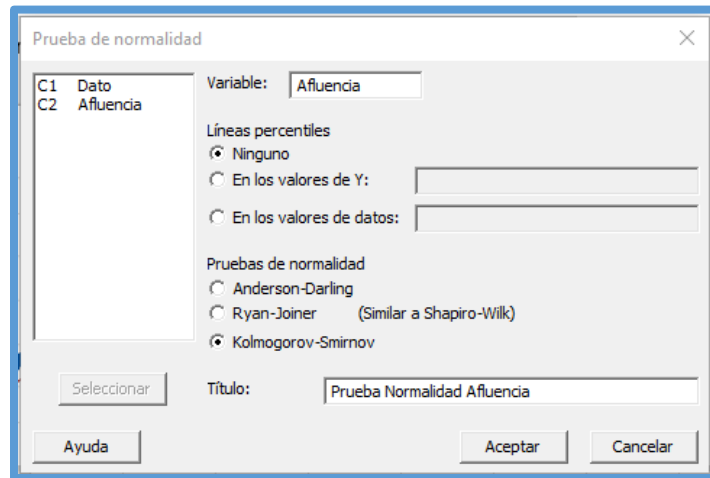 Prueba de normalidad
C1 Dato
C2 Afluencia
Variable: Afluencia
Líneas percentiles
Ninguno
En los valores de Y:
En los valores de datos:
Pruebas de normalidad
Anderson-Darling
Ryan-Joiner (Similar a Shapiro-Wilk)
Kolmogorov-Smirnov
Seleccionar
Título: Prueba Normalidad Afluencia
Ayuda
Aceptar
Cancelar